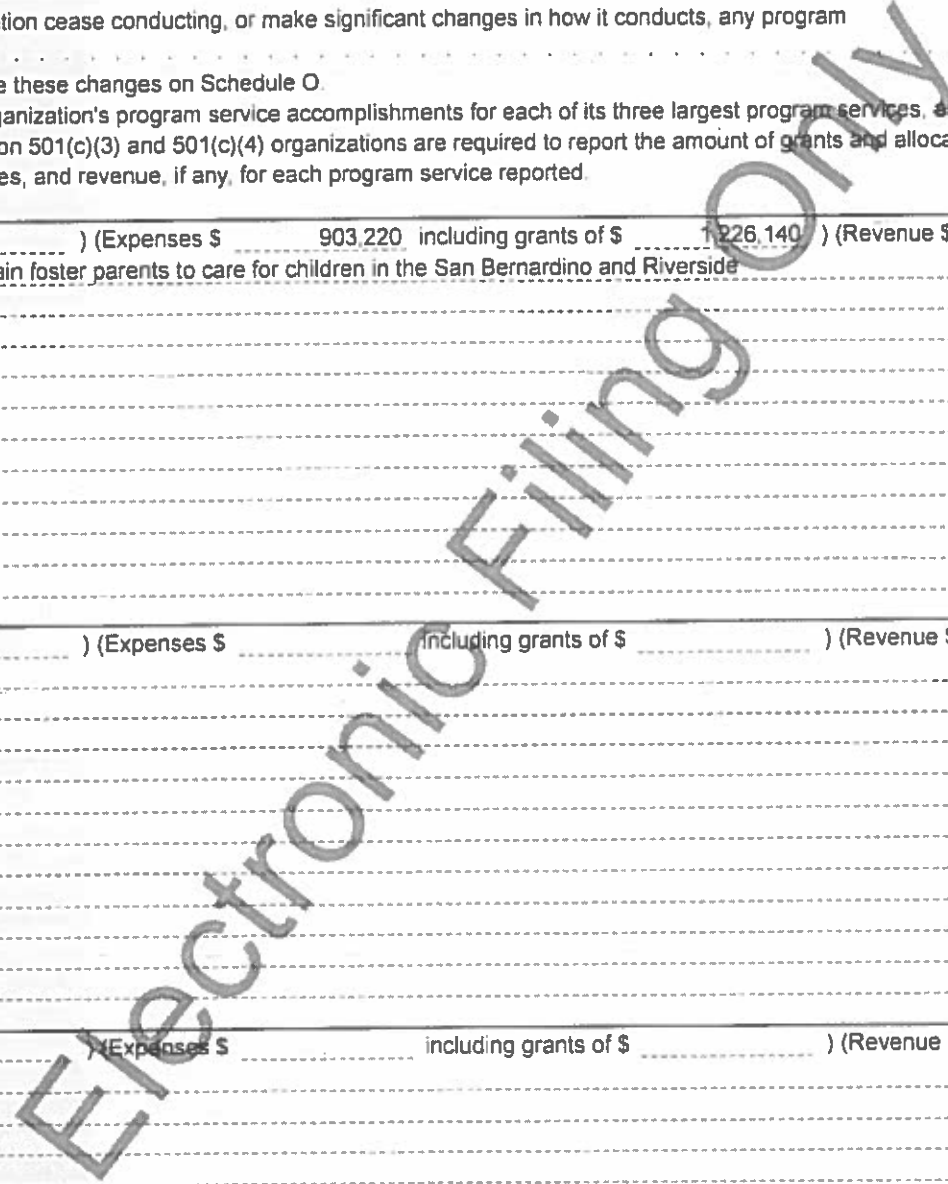 tion cease conducting, or make significant changes in how it conducts, any program
e these changes on Schedule O.
ganization's program service accomplishments for each of its three largest program services, a
on 501(c)(3) and 501(c)(4) organizations are required to report the amount of grants and alloca
es, and revenue, if any, for each program service reported.
) (Expenses $ 903,220 including grants of $ 1,226,140 ) (Revenue $
ain foster parents to care for children in the San Bernardino and Riverside
) (Expenses $ including grants of $ ) (Revenue $
) (Expenses $ including grants of $ ) (Revenue
Electronic Filing Only